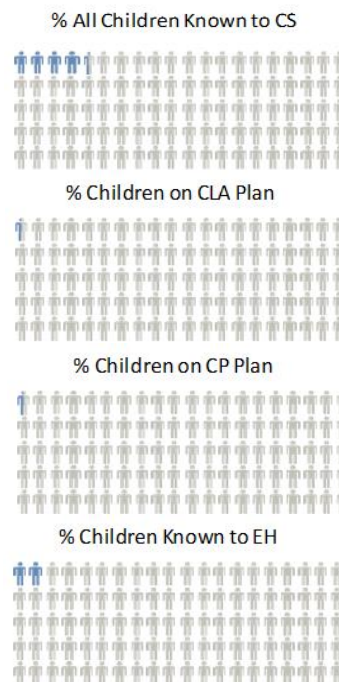 % All Children Known to CS
% Children on CLA Plan
% Children on CP Plan
% Children Known to EH